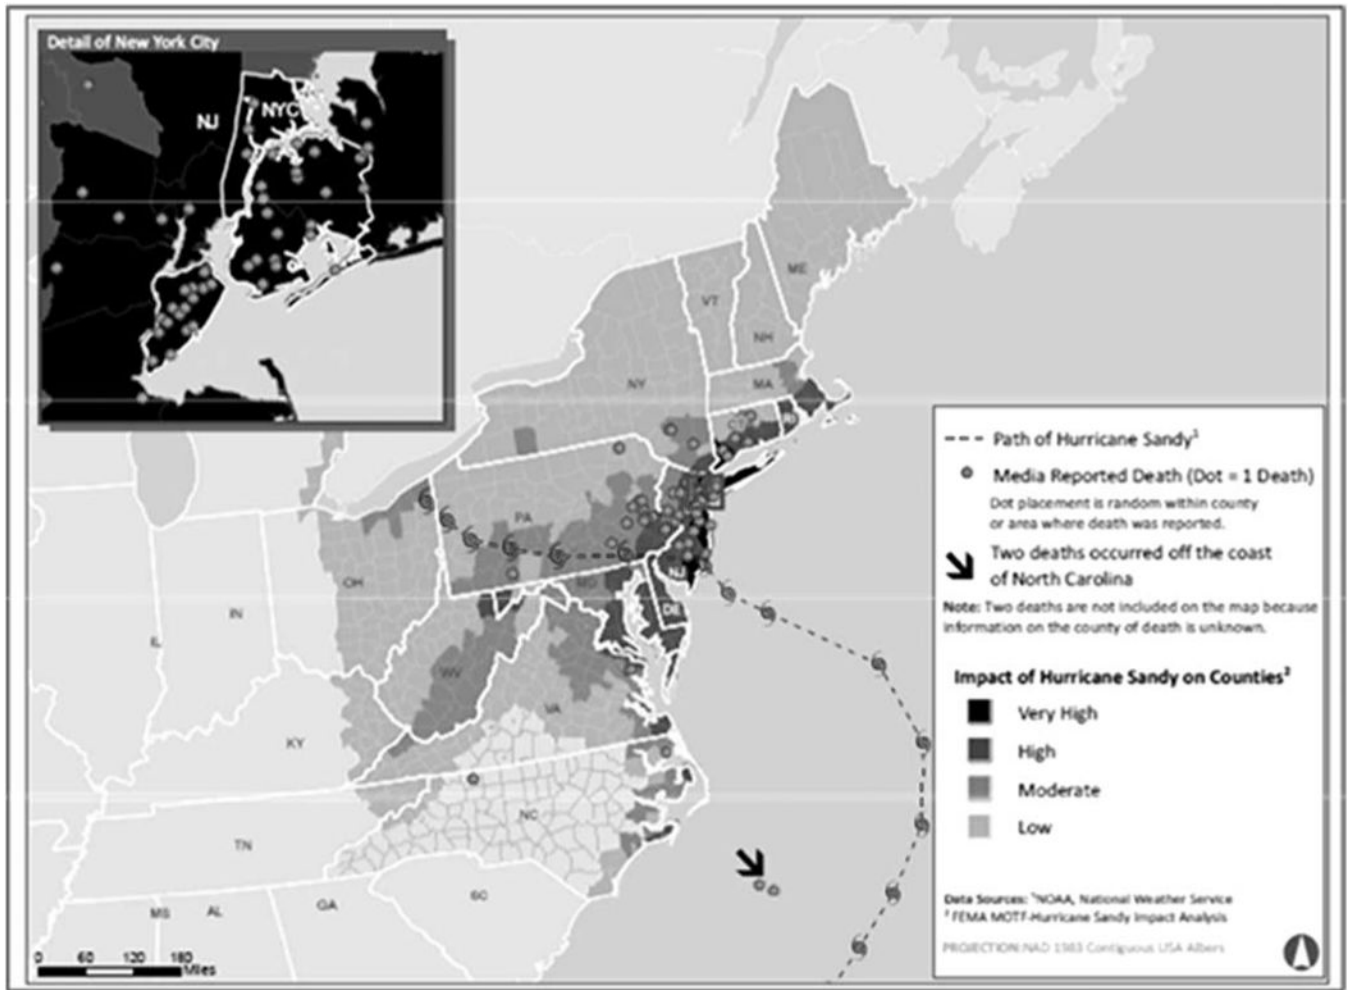 Detail of New York City
NJ
NYC
ME
VT
NH
NY
MA
RI
PA
NJ
OH
MD
DE
IN
IL
WV
VA
KY
NC
TN
SC
MS
AL
GA
0 60 120 180
Miles
Path of Hurricane Sandy¹
Media Reported Death (Dot = 1 Death)
Dot placement is random within county
or area where death was reported.
Two deaths occurred off the coast
of North Carolina
Note: Two deaths are not included on the map because
information on the county of death is unknown.
Impact of Hurricane Sandy on Counties²
Very High
High
Moderate
Low
Data Sources: ¹NOAA, National Weather Service
² FEMA MOTF-Hurricane Sandy Impact Analysis
PROJECTION:NAD 1983 Contiguous USA Albers